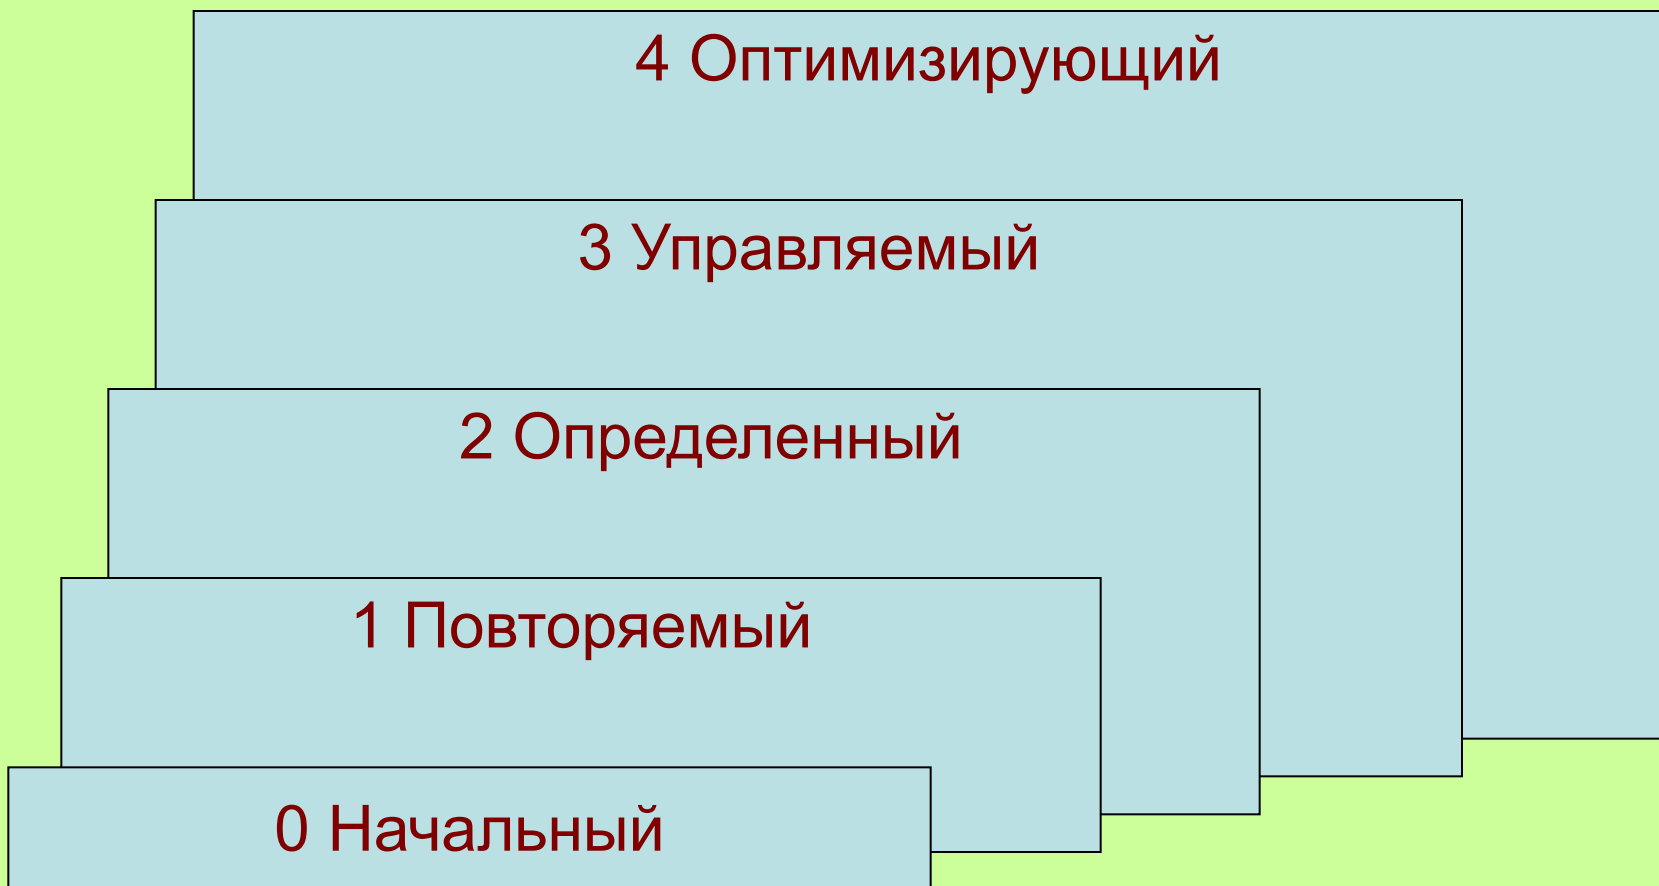 4 Оптимизирующий
3 Управляемый
2 Определенный
1 Повторяемый
0 Начальный